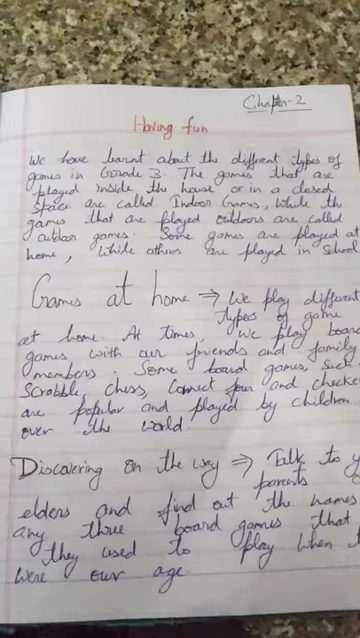 Chapter-2
Having fun
We have learnt about the different types of
games in Grade 3. The games that are
played inside the house or in a closed
space are called Indoor Games, while the
games that are played outdoors are called
outdoor games. Some games are played at
home, while others are played in school
Games at home ⇒ We play different
types of game
at home. At times, we play board
games with our friends and family
members. Some board games, such
Scrabble, chess, Connect four and checke
are popular and played by children
over the world.
Discovering on the way ⇒ Talk to y
parents
elders and find out the names
any three board games that
they used to play when t
were our age.